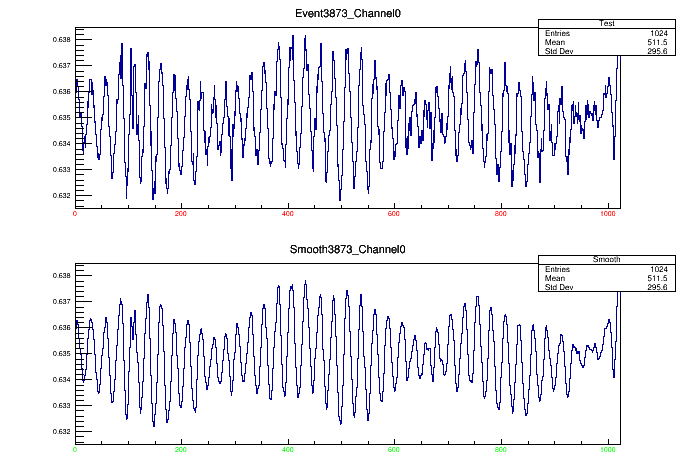 Event3873_Channel0
Test
Entries 1024
Mean 511.5
Std Dev 295.6
0.638
0.637
0.636
0.635
0.634
0.633
0.632
0 200 400 600 800 1000
Smooth3873_Channel0
Smooth
Entries 1024
Mean 511.5
Std Dev 295.6
0.638
0.637
0.636
0.635
0.634
0.633
0.632
0 200 400 600 800 1000